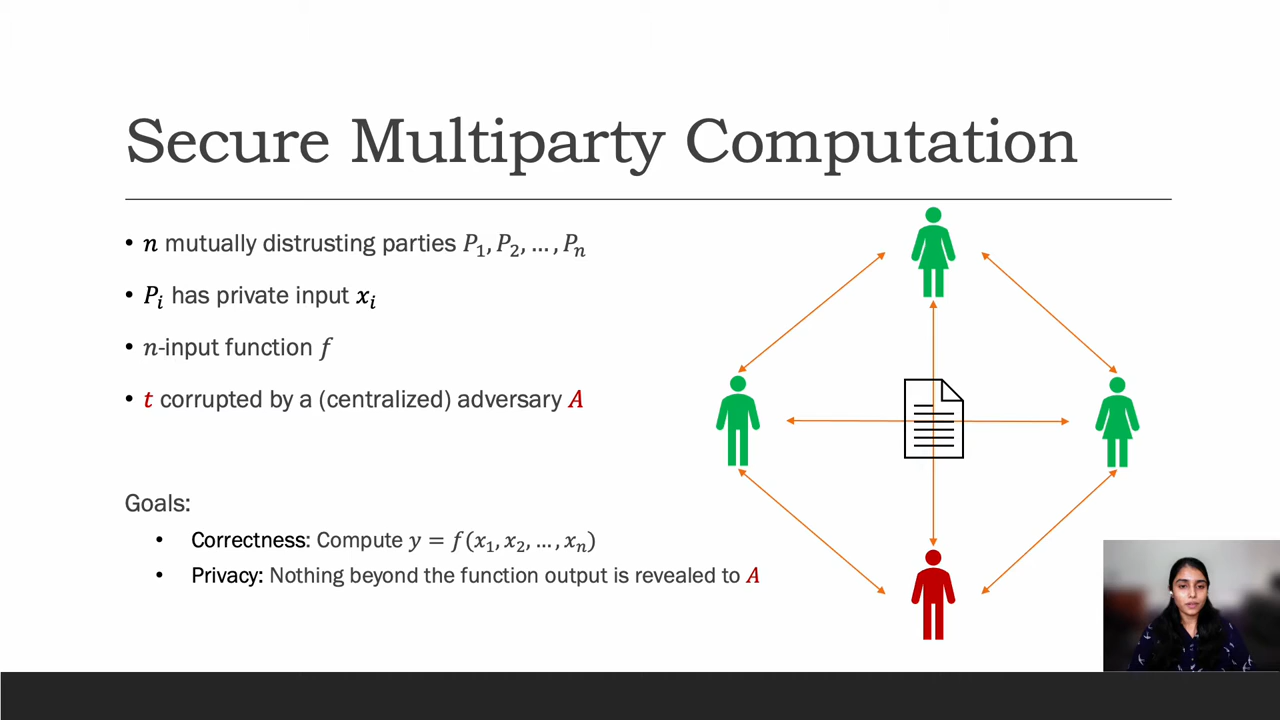 Secure Multiparty Computation
• n mutually distrusting parties P₁, P₂, … , Pₙ
• Pᵢ has private input xᵢ
• n-input function f
• t corrupted by a (centralized) adversary A
Goals:
• Correctness: Compute y = f(x₁, x₂, … , xₙ)
• Privacy: Nothing beyond the function output is revealed to A